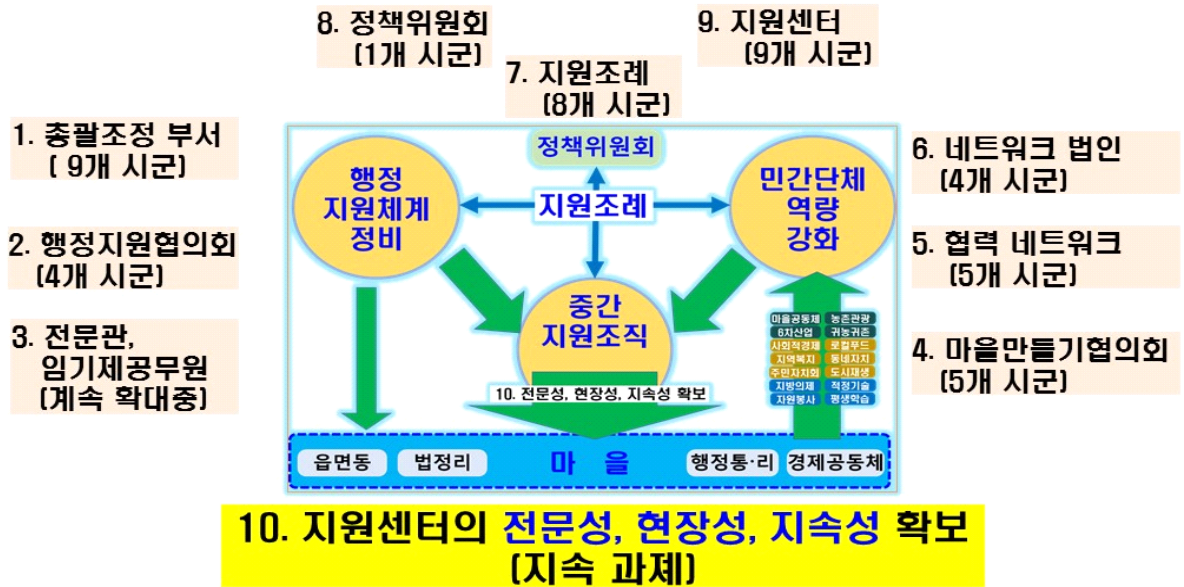 8. 정책위원회
(1개 시군)
9. 지원센터
(9개 시군)
7. 지원조례
(8개 시군)
1. 총괄조정 부서
( 9개 시군)
2. 행정지원협의회
(4개 시군)
3. 전문관,
임기제공무원
(계속 확대중)
정책위원회
행정
지원체계
정비
지원조례
민간단체
역량
강화
중간
지원조직
마을공동체 농촌관광
6차산업 귀농귀촌
사회적경제 로컬푸드
지역복지 동네자치
주민자치회 도시재생
지방의제 적정기술
자원봉사 평생학습
10. 전문성, 현장성, 지속성 확보
읍면동 법정리 마 을 행정통·리 경제공동체
6. 네트워크 법인
(4개 시군)
5. 협력 네트워크
(5개 시군)
4. 마을만들기협의회
(5개 시군)
10. 지원센터의 전문성, 현장성, 지속성 확보
(지속 과제)